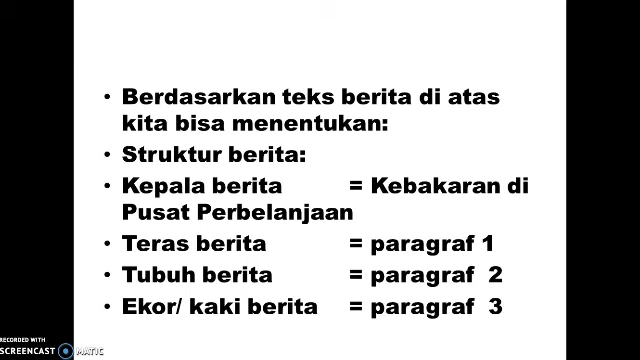 • Berdasarkan teks berita di atas
kita bisa menentukan:
• Struktur berita:
• Kepala berita = Kebakaran di
Pusat Perbelanjaan
• Teras berita = paragraf 1
• Tubuh berita = paragraf 2
• Ekor/ kaki berita = paragraf 3
RECORDED WITH
SCREENCAST MATIC